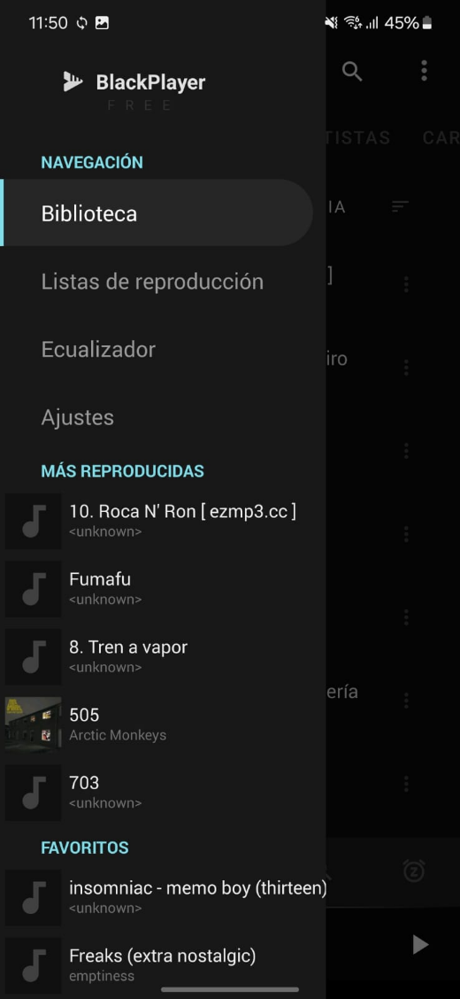 11:50
45%
BlackPlayer
FREE
TISTAS
CAR
NAVEGACIÓN
Biblioteca
IA
Listas de reproducción
]
Ecualizador
iro
Ajustes
MÁS REPRODUCIDAS
10. Roca N' Ron [ ezmp3.cc ]
<unknown>
Fumafu
<unknown>
8. Tren a vapor
<unknown>
ería
505
Arctic Monkeys
703
<unknown>
FAVORITOS
insomniac - memo boy (thirteen)
<unknown>
Freaks (extra nostalgic)
emptiness